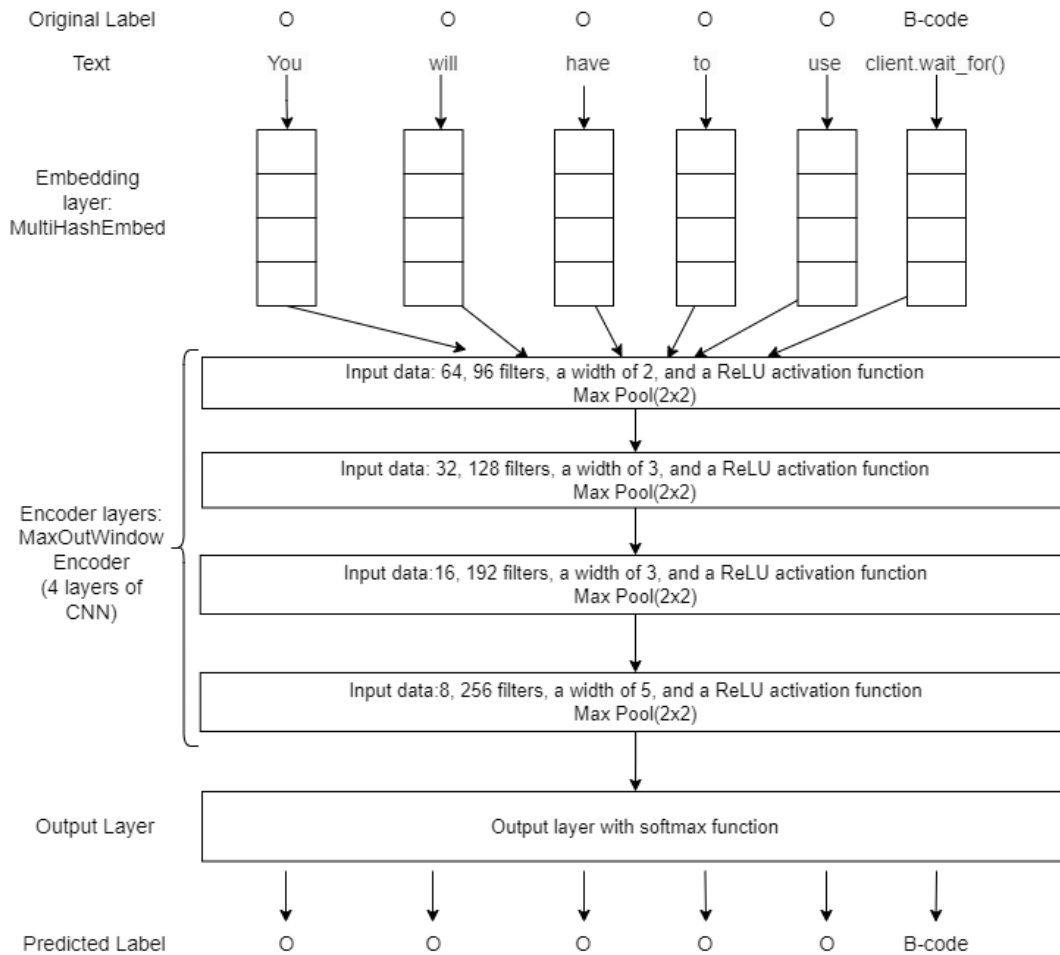 Original Label O O O O O B-code
Text You will have to use client.wait_for()
Embedding
layer:
MultiHashEmbed
Input data: 64, 96 filters, a width of 2, and a ReLU activation function
Max Pool(2x2)
Input data: 32, 128 filters, a width of 3, and a ReLU activation function
Max Pool(2x2)
Encoder layers:
MaxOutWindow
Encoder
(4 layers of
CNN)
Input data:16, 192 filters, a width of 3, and a ReLU activation function
Max Pool(2x2)
Input data:8, 256 filters, a width of 5, and a ReLU activation function
Max Pool(2x2)
Output Layer
Output layer with softmax function
Predicted Label O O O O O B-code